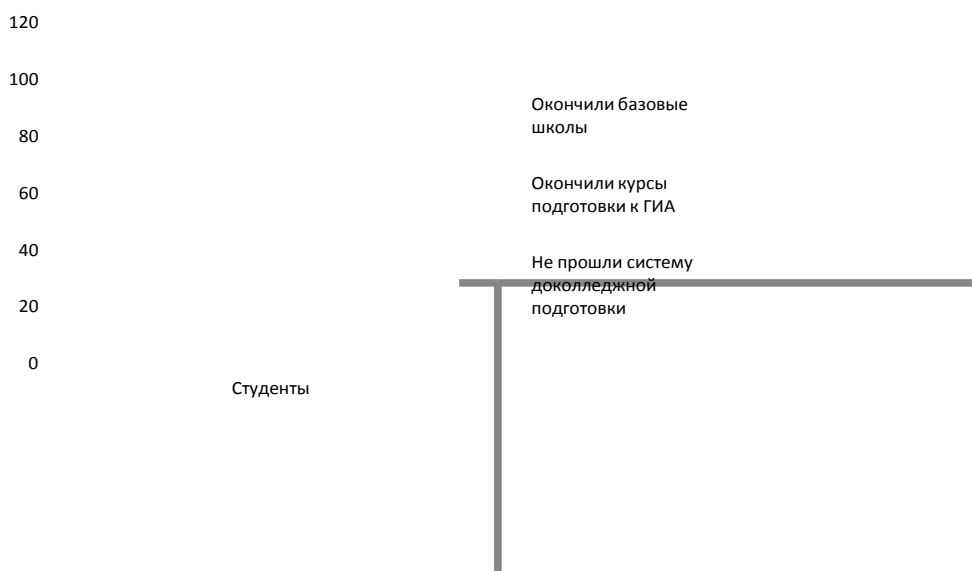 120
100
80
60
40
20
0
Студенты
Окончили базовые
школы
Окончили курсы
подготовки к ГИА
Не прошли систему
доколледжной
подготовки